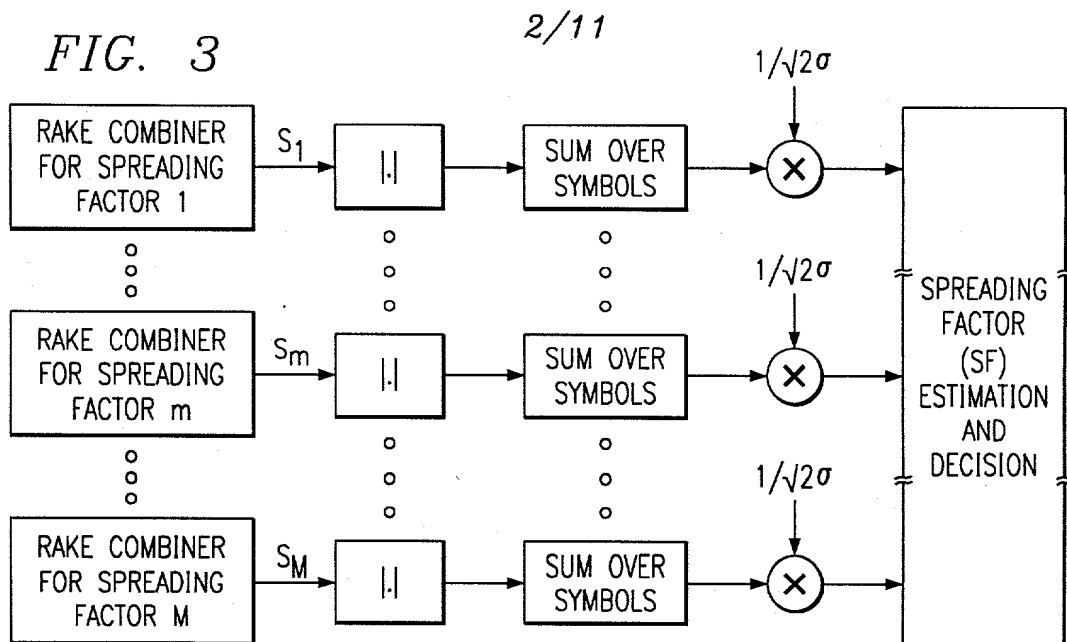 2/11
FIG. 3
RAKE COMBINER
FOR SPREADING
FACTOR 1
S1
|.|
SUM OVER
SYMBOLS
1/√2σ
×
RAKE COMBINER
FOR SPREADING
FACTOR m
Sm
|.|
SUM OVER
SYMBOLS
1/√2σ
×
RAKE COMBINER
FOR SPREADING
FACTOR M
SM
|.|
SUM OVER
SYMBOLS
1/√2σ
×
SPREADING
FACTOR
(SF)
ESTIMATION
AND
DECISION